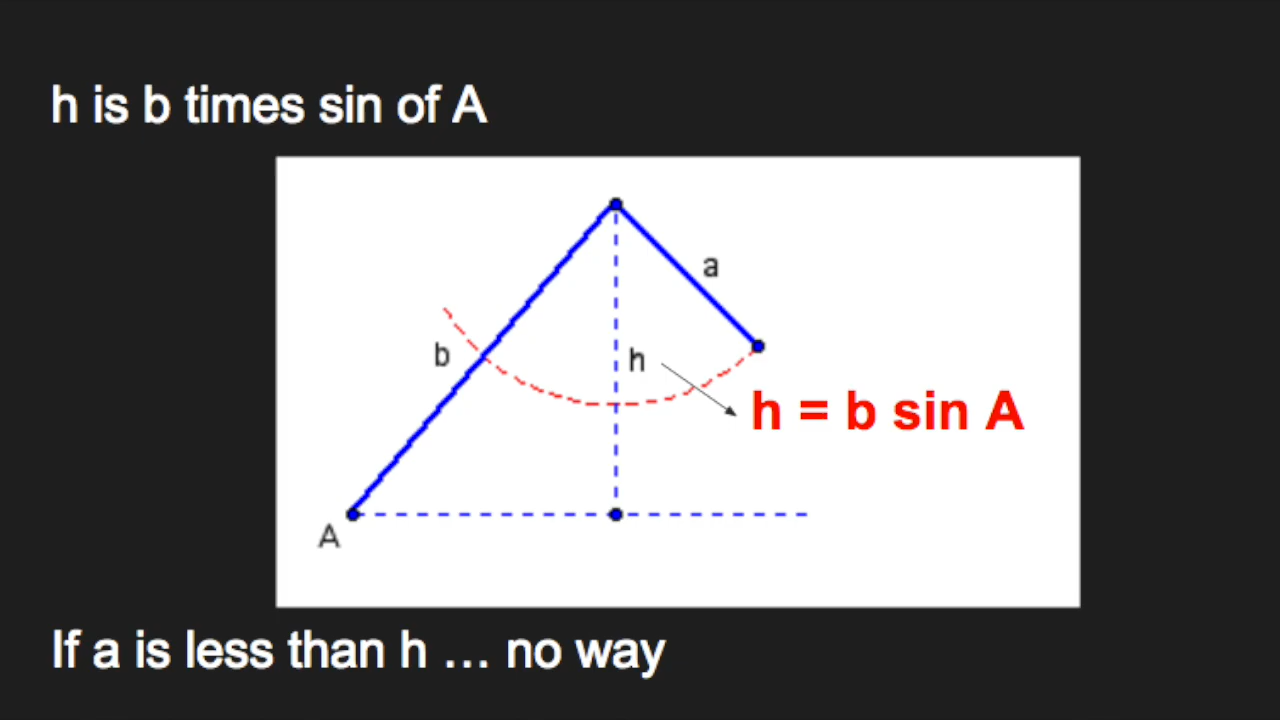 h is b times sin of A
a
b
h
h = b sin A
A
If a is less than h ... no way